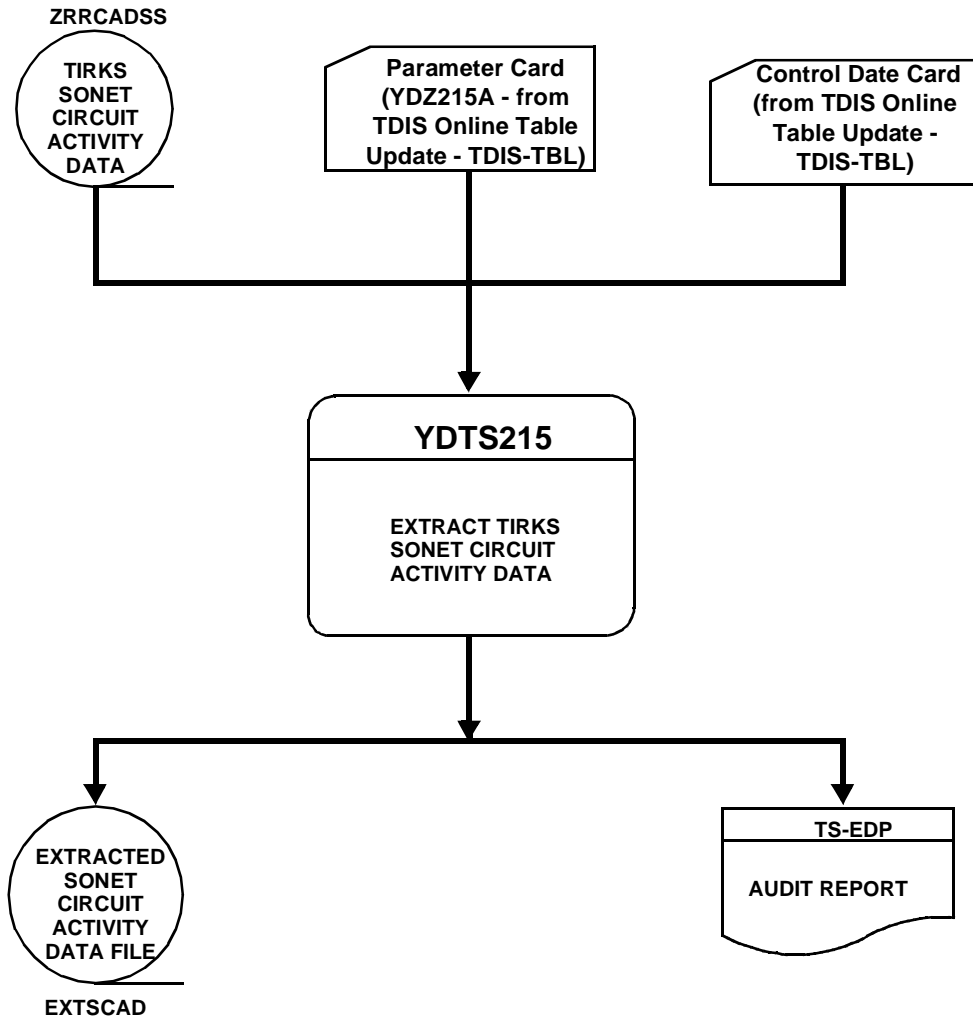 ZRRCADSS
TIRKS
SONET
CIRCUIT
ACTIVITY
DATA
Parameter Card
(YDZ215A - from
TDIS Online Table
Update - TDIS-TBL)
Control Date Card
(from TDIS Online
Table Update -
TDIS-TBL)
YDTS215
EXTRACT TIRKS
SONET CIRCUIT
ACTIVITY DATA
EXTRACTED
SONET
CIRCUIT
ACTIVITY
DATA FILE
EXTSCAD
TS-EDP
AUDIT REPORT